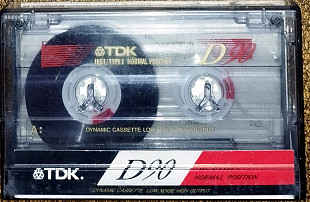 TDK D90
IECI/TYPE I NORMAL POSITION
A:
DYNAMIC CASSETTE LOW NOISE HIGH OUTPUT
TDK. D90
NORMAL POSITION
DYNAMIC CASSETTE LOW NOISE HIGH OUTPUT